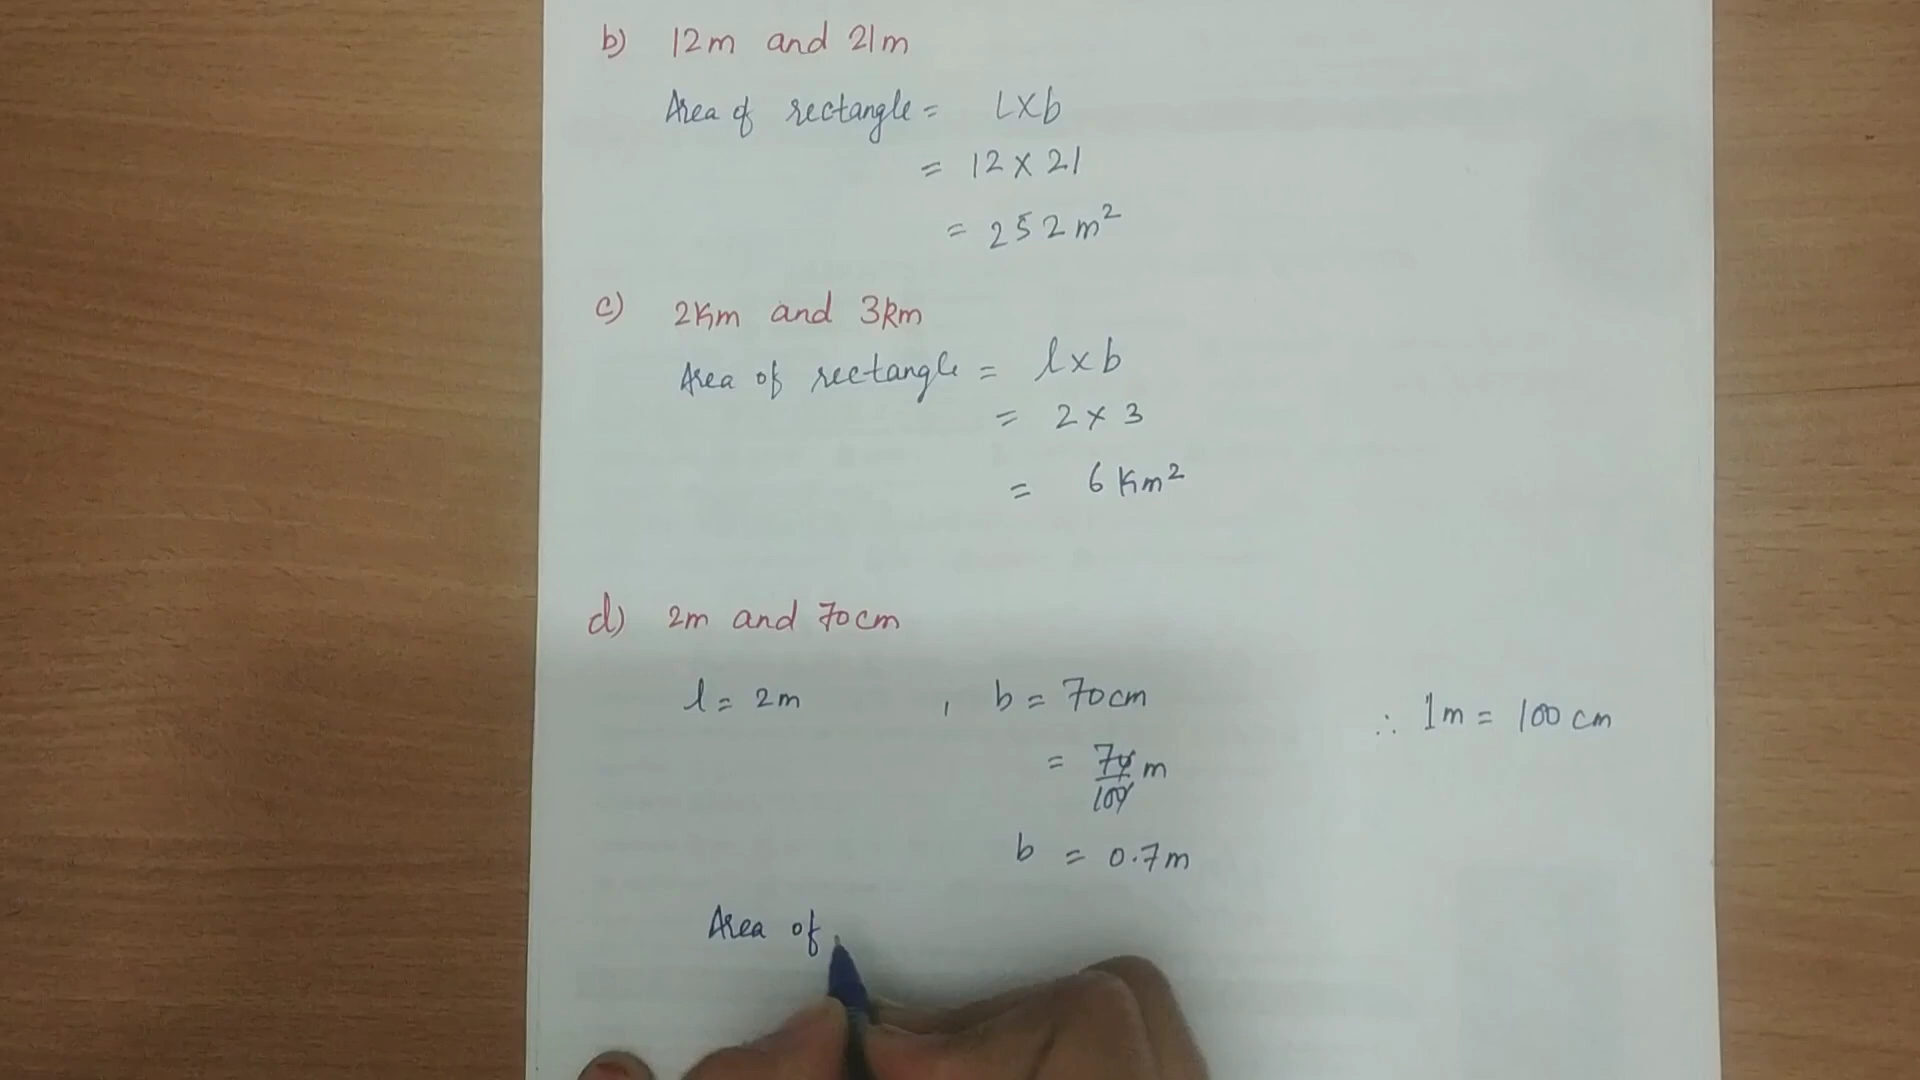 b) 12m and 21m
Area of rectangle = L×b
= 12 × 21
= 252 m²
c) 2Km and 3km
Area of rectangle = l×b
= 2 × 3
= 6 Km²
d) 2m and 70cm
l = 2m , b = 70cm ∴ 1m = 100 cm
= 70/100 m
b = 0.7m
Area of